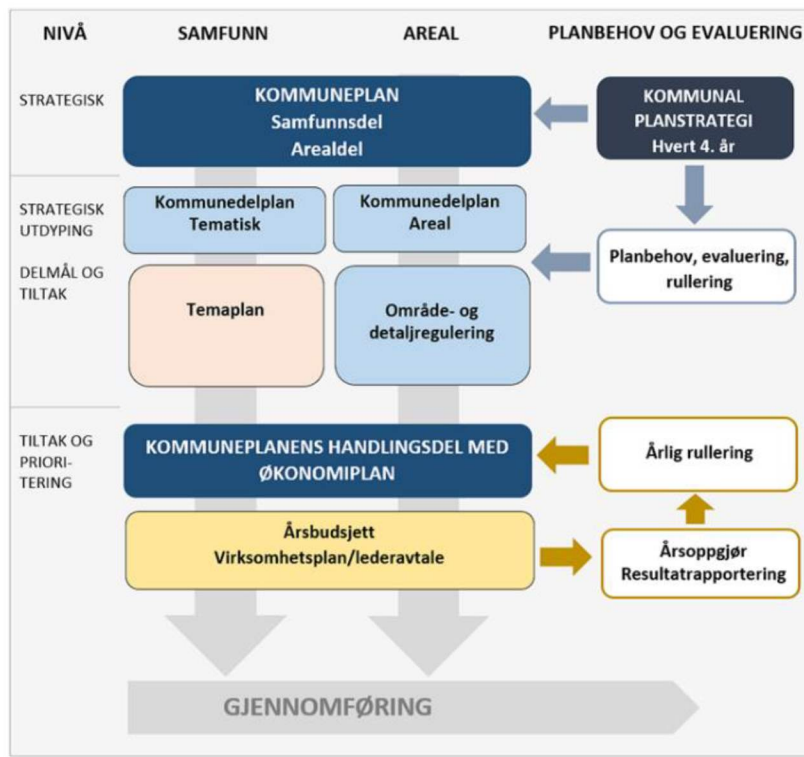 NIVÅ
SAMFUNN
AREAL
PLANBEHOV OG EVALUERING
STRATEGISK
KOMMUNEPLAN
Samfunnsdel
Arealdel
KOMMUNAL
PLANSTRATEGI
Hvert 4. år
STRATEGISK
UTDYPING
Kommunedelplan
Tematisk
Kommunedelplan
Areal
DELMÅL OG
TILTAK
Temaplan
Område- og
detaljregulering
Planbehov, evaluering,
rullering
TILTAK OG
PRIORI-
TERING
KOMMUNEPLANENS HANDLINGSDEL MED
ØKONOMIPLAN
Årlig rullering
Årsbudsjett
Virksomhetsplan/lederavtale
Årsoppgjør
Resultatrapportering
GJENNOMFØRING